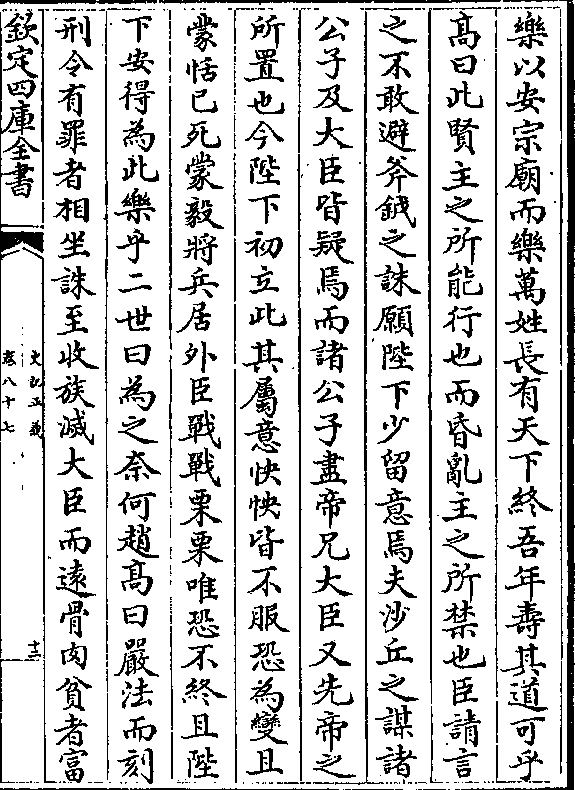 樂以安宗廟而樂萬姓長有天下終吾年壽其道可乎
髙曰此賢主之所能行也而昏亂主之所禁也臣請言
之不敢避斧鉞之誅願陛下少留意焉夫沙丘之謀諸
公子及大臣皆疑焉而諸公子盡帝兄大臣又先帝之
所置也今陛下初立此其屬意怏怏皆不服恐為變且
蒙恬已死蒙毅將兵居外臣戰戰栗栗唯恐不終且陛
下安得為此樂乎二世曰為之奈何趙髙曰嚴法而刻
刑令有罪者相坐誅至收族滅大臣而遠骨肉貧者富
欽定四庫全書
史記正義
卷八十七
十三